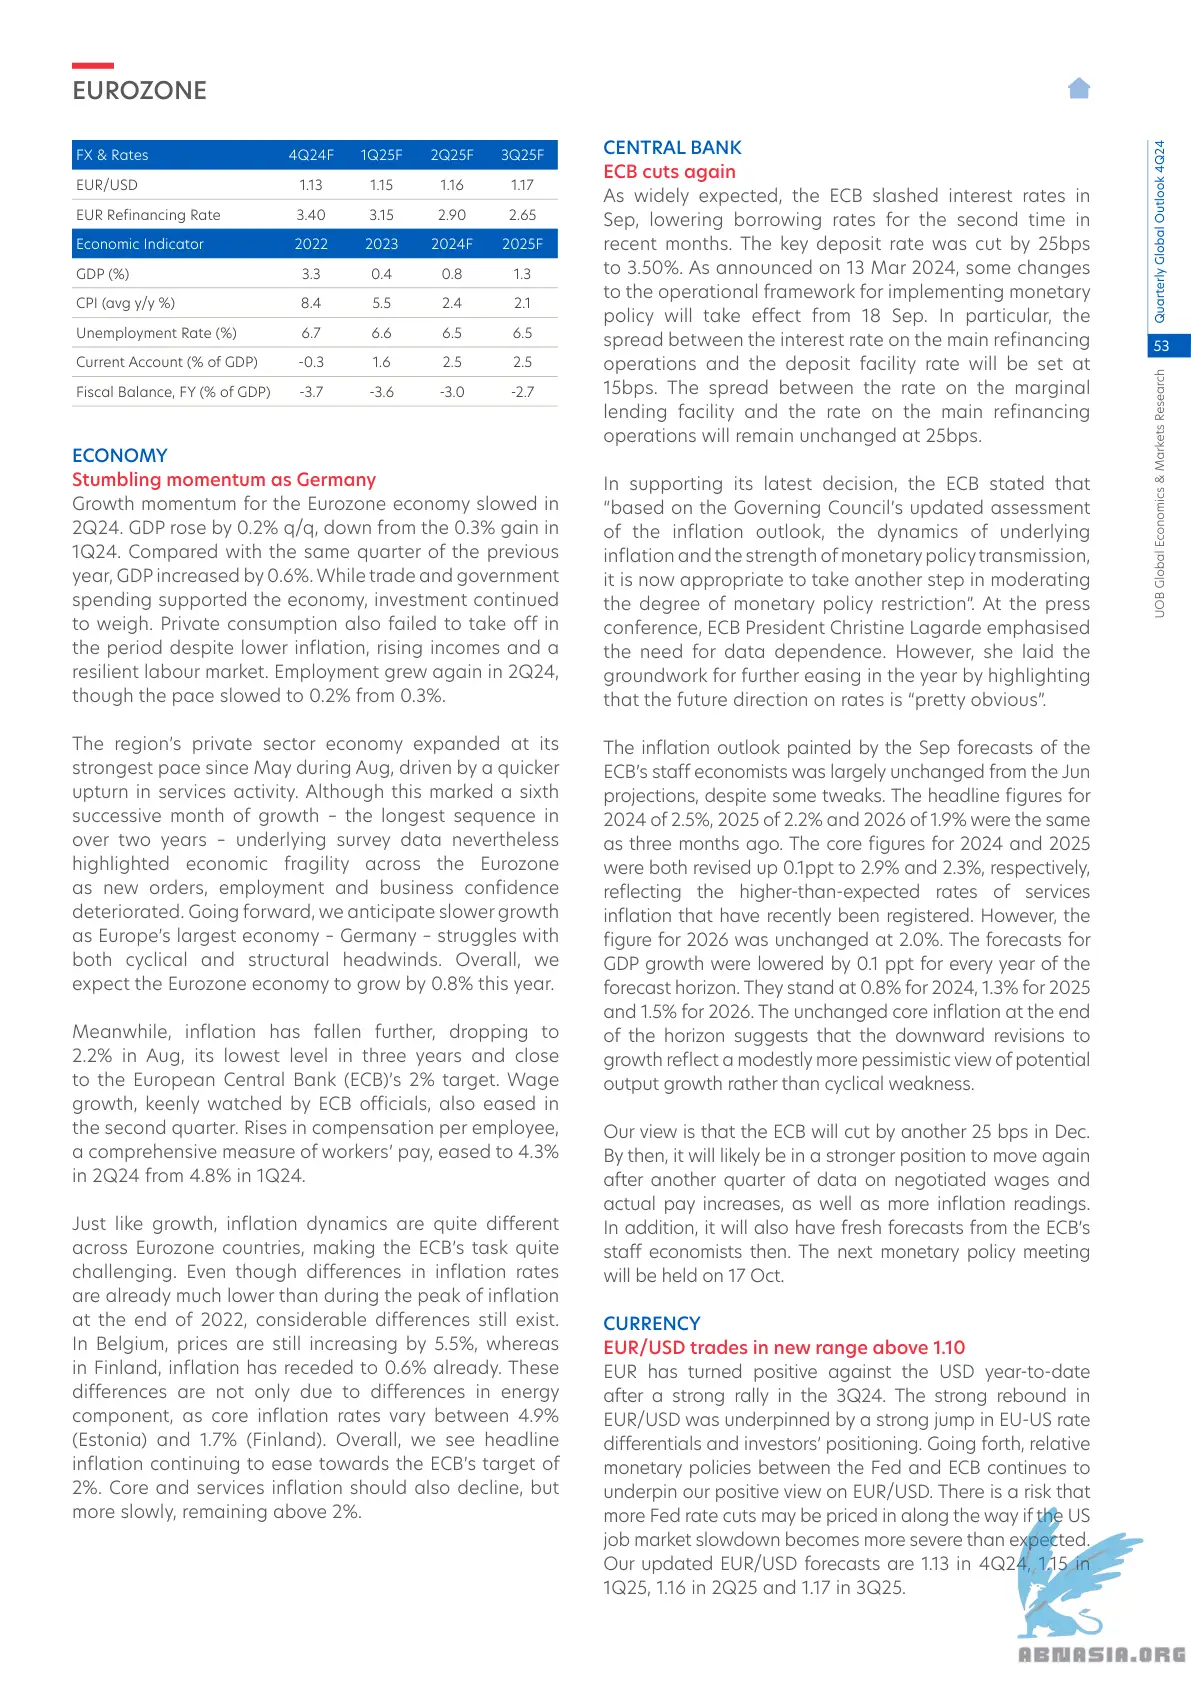 EUROZONE
FX & Rates 4Q24F 1Q25F 2Q25F 3Q25F
EUR/USD 1.13 1.15 1.16 1.17
EUR Refinancing Rate 3.40 3.15 2.90 2.65
Economic Indicator 2022 2023 2024F 2025F
GDP (%) 3.3 0.4 0.8 1.3
CPI (avg y/y %) 8.4 5.5 2.4 2.1
Unemployment Rate (%) 6.7 6.6 6.5 6.5
Current Account (% of GDP) -0.3 1.6 2.5 2.5
Fiscal Balance, FY (% of GDP) -3.7 -3.6 -3.0 -2.7
ECONOMY
Stumbling momentum as Germany
Growth momentum for the Eurozone economy slowed in
2Q24. GDP rose by 0.2% q/q, down from the 0.3% gain in
1Q24. Compared with the same quarter of the previous
year, GDP increased by 0.6%. While trade and government
spending supported the economy, investment continued
to weigh. Private consumption also failed to take off in
the period despite lower inflation, rising incomes and a
resilient labour market. Employment grew again in 2Q24,
though the pace slowed to 0.2% from 0.3%.
The region's private sector economy expanded at its
strongest pace since May during Aug, driven by a quicker
upturn in services activity. Although this marked a sixth
successive month of growth – the longest sequence in
over two years – underlying survey data nevertheless
highlighted economic fragility across the Eurozone
as new orders, employment and business confidence
deteriorated. Going forward, we anticipate slower growth
as Europe's largest economy – Germany – struggles with
both cyclical and structural headwinds. Overall, we
expect the Eurozone economy to grow by 0.8% this year.
Meanwhile, inflation has fallen further, dropping to
2.2% in Aug, its lowest level in three years and close
to the European Central Bank (ECB)'s 2% target. Wage
growth, keenly watched by ECB officials, also eased in
the second quarter. Rises in compensation per employee,
a comprehensive measure of workers' pay, eased to 4.3%
in 2Q24 from 4.8% in 1Q24.
Just like growth, inflation dynamics are quite different
across Eurozone countries, making the ECB's task quite
challenging. Even though differences in inflation rates
are already much lower than during the peak of inflation
at the end of 2022, considerable differences still exist.
In Belgium, prices are still increasing by 5.5%, whereas
in Finland, inflation has receded to 0.6% already. These
differences are not only due to differences in energy
component, as core inflation rates vary between 4.9%
(Estonia) and 1.7% (Finland). Overall, we see headline
inflation continuing to ease towards the ECB's target of
2%. Core and services inflation should also decline, but
more slowly, remaining above 2%.
CENTRAL BANK
ECB cuts again
As widely expected, the ECB slashed interest rates in
Sep, lowering borrowing rates for the second time in
recent months. The key deposit rate was cut by 25bps
to 3.50%. As announced on 13 Mar 2024, some changes
to the operational framework for implementing monetary
policy will take effect from 18 Sep. In particular, the
spread between the interest rate on the main refinancing
operations and the deposit facility rate will be set at
15bps. The spread between the rate on the marginal
lending facility and the rate on the main refinancing
operations will remain unchanged at 25bps.
In supporting its latest decision, the ECB stated that
“based on the Governing Council's updated assessment
of the inflation outlook, the dynamics of underlying
inflation and the strength of monetary policy transmission,
it is now appropriate to take another step in moderating
the degree of monetary policy restriction”. At the press
conference, ECB President Christine Lagarde emphasised
the need for data dependence. However, she laid the
groundwork for further easing in the year by highlighting
that the future direction on rates is “pretty obvious”.
The inflation outlook painted by the Sep forecasts of the
ECB's staff economists was largely unchanged from the Jun
projections, despite some tweaks. The headline figures for
2024 of 2.5%, 2025 of 2.2% and 2026 of 1.9% were the same
as three months ago. The core figures for 2024 and 2025
were both revised up 0.1ppt to 2.9% and 2.3%, respectively,
reflecting the higher-than-expected rates of services
inflation that have recently been registered. However, the
figure for 2026 was unchanged at 2.0%. The forecasts for
GDP growth were lowered by 0.1 ppt for every year of the
forecast horizon. They stand at 0.8% for 2024, 1.3% for 2025
and 1.5% for 2026. The unchanged core inflation at the end
of the horizon suggests that the downward revisions to
growth reflect a modestly more pessimistic view of potential
output growth rather than cyclical weakness.
Our view is that the ECB will cut by another 25 bps in Dec.
By then, it will likely be in a stronger position to move again
after another quarter of data on negotiated wages and
actual pay increases, as well as more inflation readings.
In addition, it will also have fresh forecasts from the ECB's
staff economists then. The next monetary policy meeting
will be held on 17 Oct.
CURRENCY
EUR/USD trades in new range above 1.10
EUR has turned positive against the USD year-to-date
after a strong rally in the 3Q24. The strong rebound in
EUR/USD was underpinned by a strong jump in EU-US rate
differentials and investors' positioning. Going forth, relative
monetary policies between the Fed and ECB continues to
underpin our positive view on EUR/USD. There is a risk that
more Fed rate cuts may be priced in along the way if the US
job market slowdown becomes more severe than expected.
Our updated EUR/USD forecasts are 1.13 in 4Q24, 1.15 in
1Q25, 1.16 in 2Q25 and 1.17 in 3Q25.
Quarterly Global Outlook 4Q24
53
UOB Global Economics & Markets Research
ABNASIA.ORG